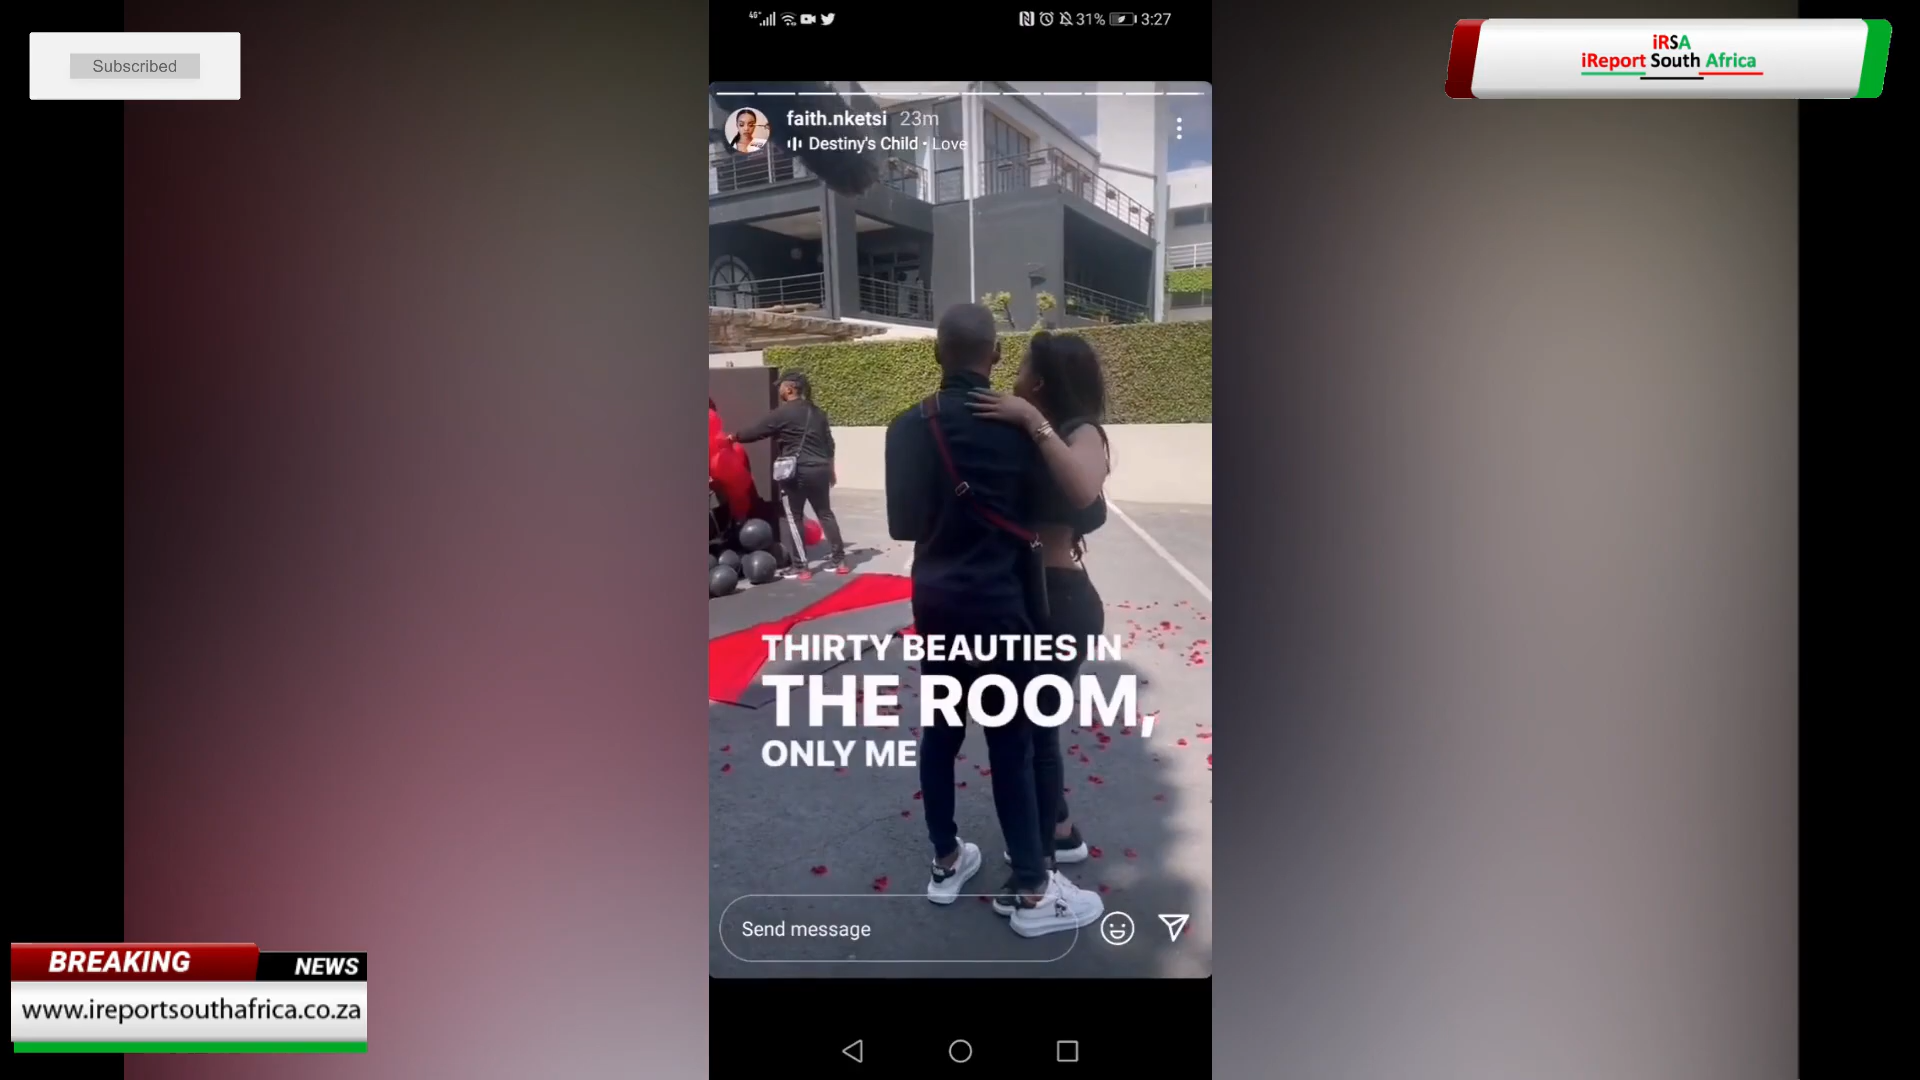 4G+
31%
3:27
Subscribed
iRSA
iReport South Africa
faith.nketsi 23m
Destiny's Child • Love
THIRTY BEAUTIES IN
THE ROOM,
ONLY ME
Send message
BREAKING NEWS
www.ireportsouthafrica.co.za